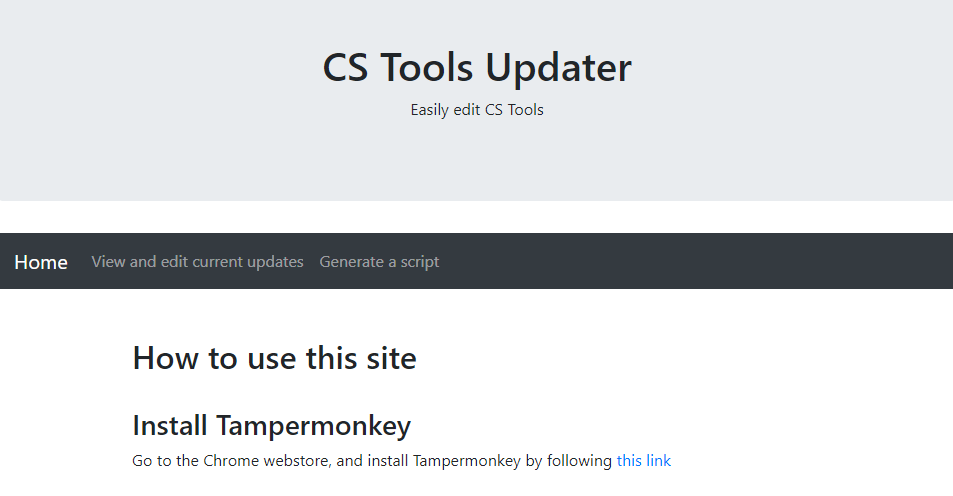 CS Tools Updater
Easily edit CS Tools
Home View and edit current updates Generate a script
How to use this site
Install Tampermonkey
Go to the Chrome webstore, and install Tampermonkey by following this link